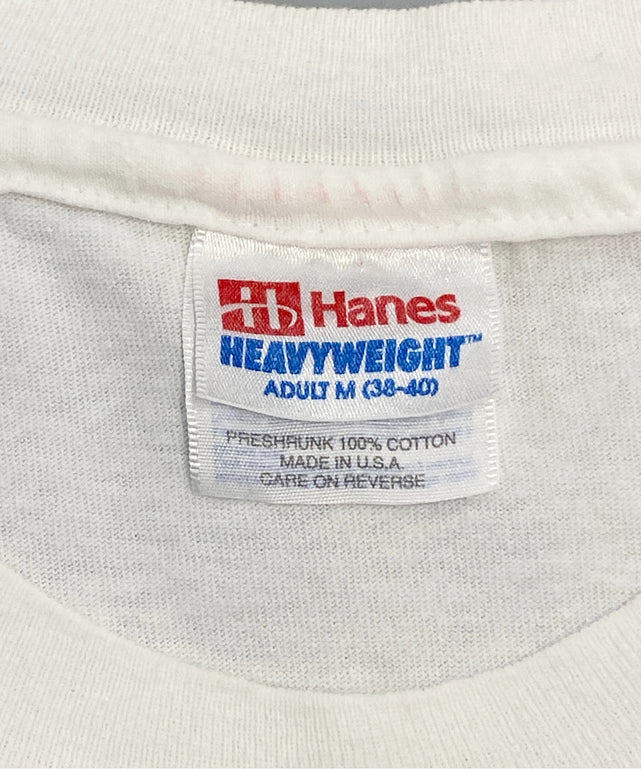 Hanes
HEAVYWEIGHT™
ADULT M (38-40)
PRESHRUNK 100% COTTON
MADE IN U.S.A.
CARE ON REVERSE